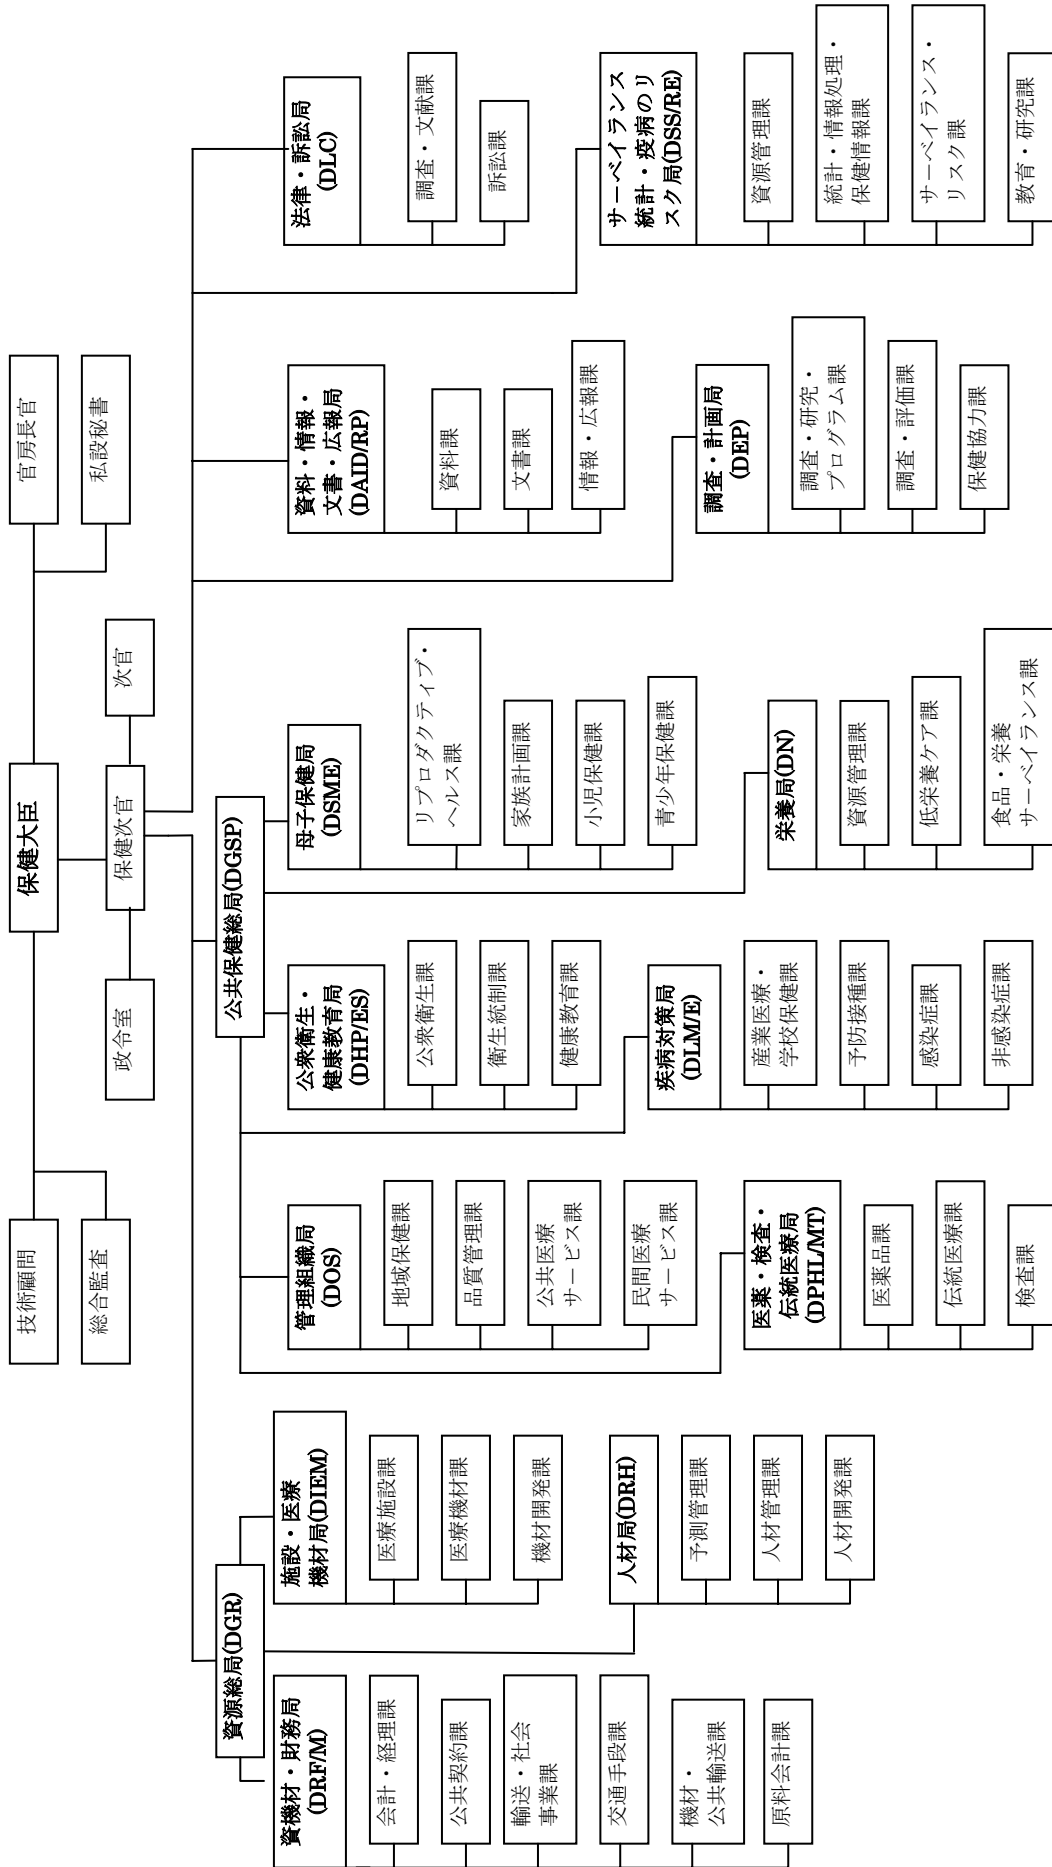 保健大臣
技術顧問
総合監査
官房長官
私設秘書
政令室
保健次官
次官
資源総局(DGR)
公共保健総局(DGSP)
資機材・財務局
(DRF/M)
会計・経理課
公共契約課
輸送・社会
事業課
交通手段課
機材・
公共輸送課
原料会計課
施設・医療
機材局(DIEM)
医療施設課
医療機材課
機材開発課
人材局(DRH)
予測管理課
人材管理課
人材開発課
管理組織局
(DOS)
地域保健課
品質管理課
公共医療
サービス課
民間医療
サービス課
医薬・検査・
伝統医療局
(DPHL/MT)
医薬品課
伝統医療課
検査課
公衆衛生・
健康教育局
(DHP/ES)
公衆衛生課
衛生統制課
健康教育課
疾病対策局
(DLM/E)
産業医療・
学校保健課
予防接種課
感染症課
非感染症課
母子保健局
(DSME)
リプロダクティブ・
ヘルス課
家族計画課
小児保健課
青少年保健課
栄養局(DN)
資源管理課
低栄養ケア課
食品・栄養
サーベイランス課
資料・情報・
文書・広報局
(DAID/RP)
資料課
文書課
情報・広報課
調査・計画局
(DEP)
調査・研究・
プログラム課
調査・評価課
保健協力課
法律・訴訟局
(DLC)
調査・文献課
訴訟課
サーベイランス
統計・疫病のリ
スク局(DSS/RE)
資源管理課
統計・情報処理・
保健情報課
サーベイランス・
リスク課
教育・研究課